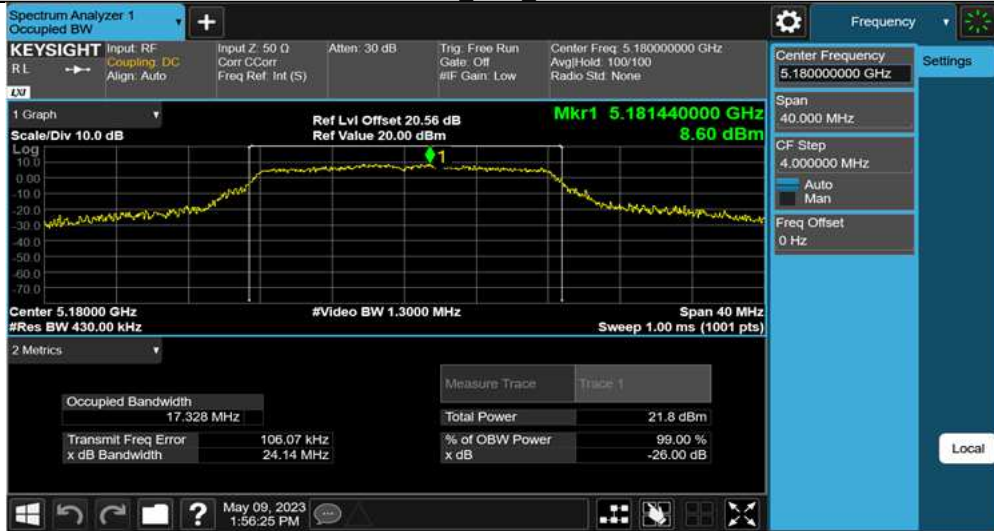 Spectrum Analyzer 1
Occupied BW
Frequency
KEYSIGHT
RL
LXI
Input: RF
Coupling: DC
Align: Auto
Input Z: 50 Ω
Corr CCorr
Freq Ref: Int (S)
Atten: 30 dB
Trig: Free Run
Gate: Off
#IF Gain: Low
Center Freq: 5.180000000 GHz
Avg|Hold: 100/100
Radio Std: None
Center Frequency
5.180000000 GHz
Settings
Span
40.000 MHz
CF Step
4.000000 MHz
Auto
Man
Freq Offset
0 Hz
Local
1 Graph
Scale/Div 10.0 dB
Ref Lvl Offset 20.56 dB
Ref Value 20.00 dBm
Mkr1 5.181440000 GHz
8.60 dBm
Log
10.0
0.00
-10.0
-20.0
-30.0
-40.0
-50.0
-60.0
-70.0
1
Center 5.18000 GHz
#Video BW 1.3000 MHz
Span 40 MHz
#Res BW 430.00 kHz
Sweep 1.00 ms (1001 pts)
2 Metrics
Measure Trace
Trace 1
Occupied Bandwidth
17.328 MHz
Total Power
21.8 dBm
Transmit Freq Error
106.07 kHz
% of OBW Power
99.00 %
x dB Bandwidth
24.14 MHz
x dB
-26.00 dB
?
May 09, 2023
1:56:25 PM